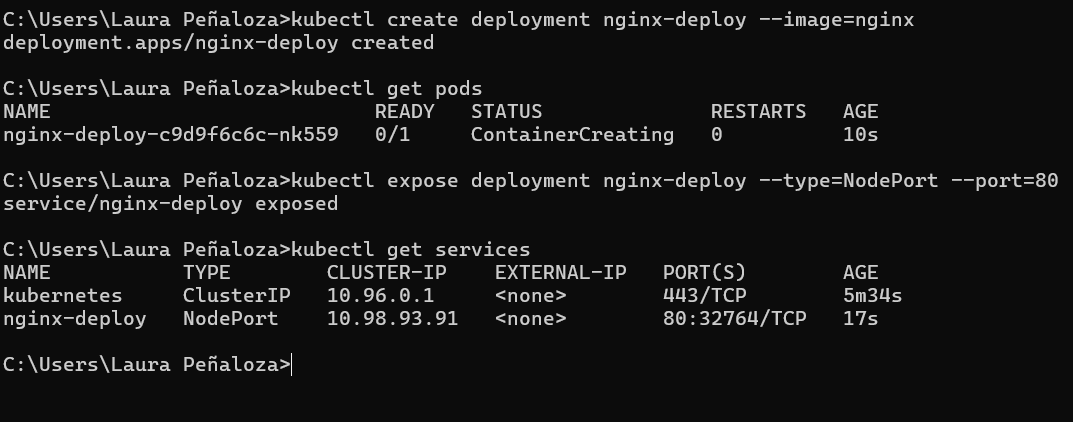 C:\Users\Laura Peñaloza>kubectl create deployment nginx-deploy --image=nginx
deployment.apps/nginx-deploy created
C:\Users\Laura Peñaloza>kubectl get pods
NAME                           READY   STATUS              RESTARTS   AGE
nginx-deploy-c9d9f6c6c-nk559   0/1     ContainerCreating   0          10s
C:\Users\Laura Peñaloza>kubectl expose deployment nginx-deploy --type=NodePort --port=80
service/nginx-deploy exposed
C:\Users\Laura Peñaloza>kubectl get services
NAME           TYPE        CLUSTER-IP    EXTERNAL-IP   PORT(S)        AGE
kubernetes     ClusterIP   10.96.0.1     <none>        443/TCP        5m34s
nginx-deploy   NodePort    10.98.93.91   <none>        80:32764/TCP   17s
C:\Users\Laura Peñaloza>